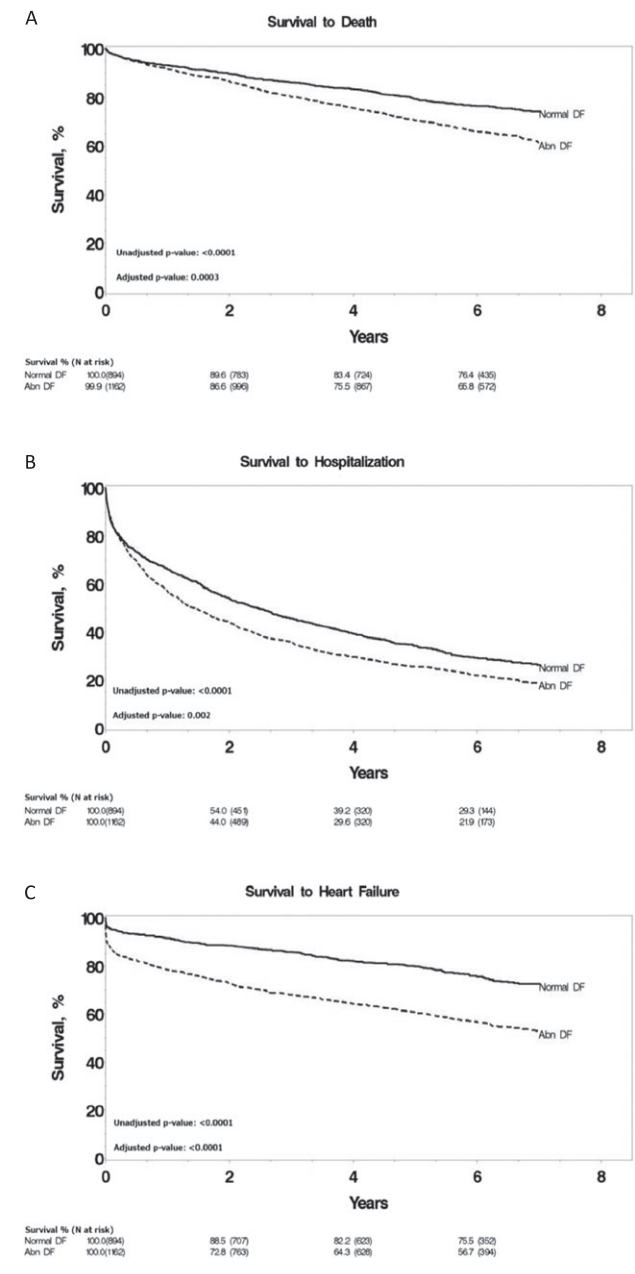 A
Survival to Death
100
80
60
40
20
0
Survival, %
Normal DF
Abn DF
Unadjusted p-value: <0.0001
Adjusted p-value: 0.0003
0 2 4 6 8
Years
Survival % (N at risk)
Normal DF 100.0(894) 89.6 (783) 83.4 (724) 76.4 (435)
Abn DF 99.9 (1162) 86.6 (996) 75.5 (867) 65.8 (572)
B
Survival to Hospitalization
100
80
60
40
20
0
Survival, %
Normal DF
Abn DF
Unadjusted p-value: <0.0001
Adjusted p-value: 0.002
0 2 4 6 8
Years
Survival % (N at risk)
Normal DF 100.0(894) 54.0 (451) 39.2 (320) 29.3 (144)
Abn DF 100.0(1162) 44.0 (489) 29.6 (320) 21.9 (173)
C
Survival to Heart Failure
100
80
60
40
20
0
Survival, %
Normal DF
Abn DF
Unadjusted p-value: <0.0001
Adjusted p-value: <0.0001
0 2 4 6 8
Years
Survival % (N at risk)
Normal DF 100.0(894) 88.5 (707) 82.2 (623) 75.5 (352)
Abn DF 100.0(1162) 72.8 (763) 64.3 (628) 56.7 (394)